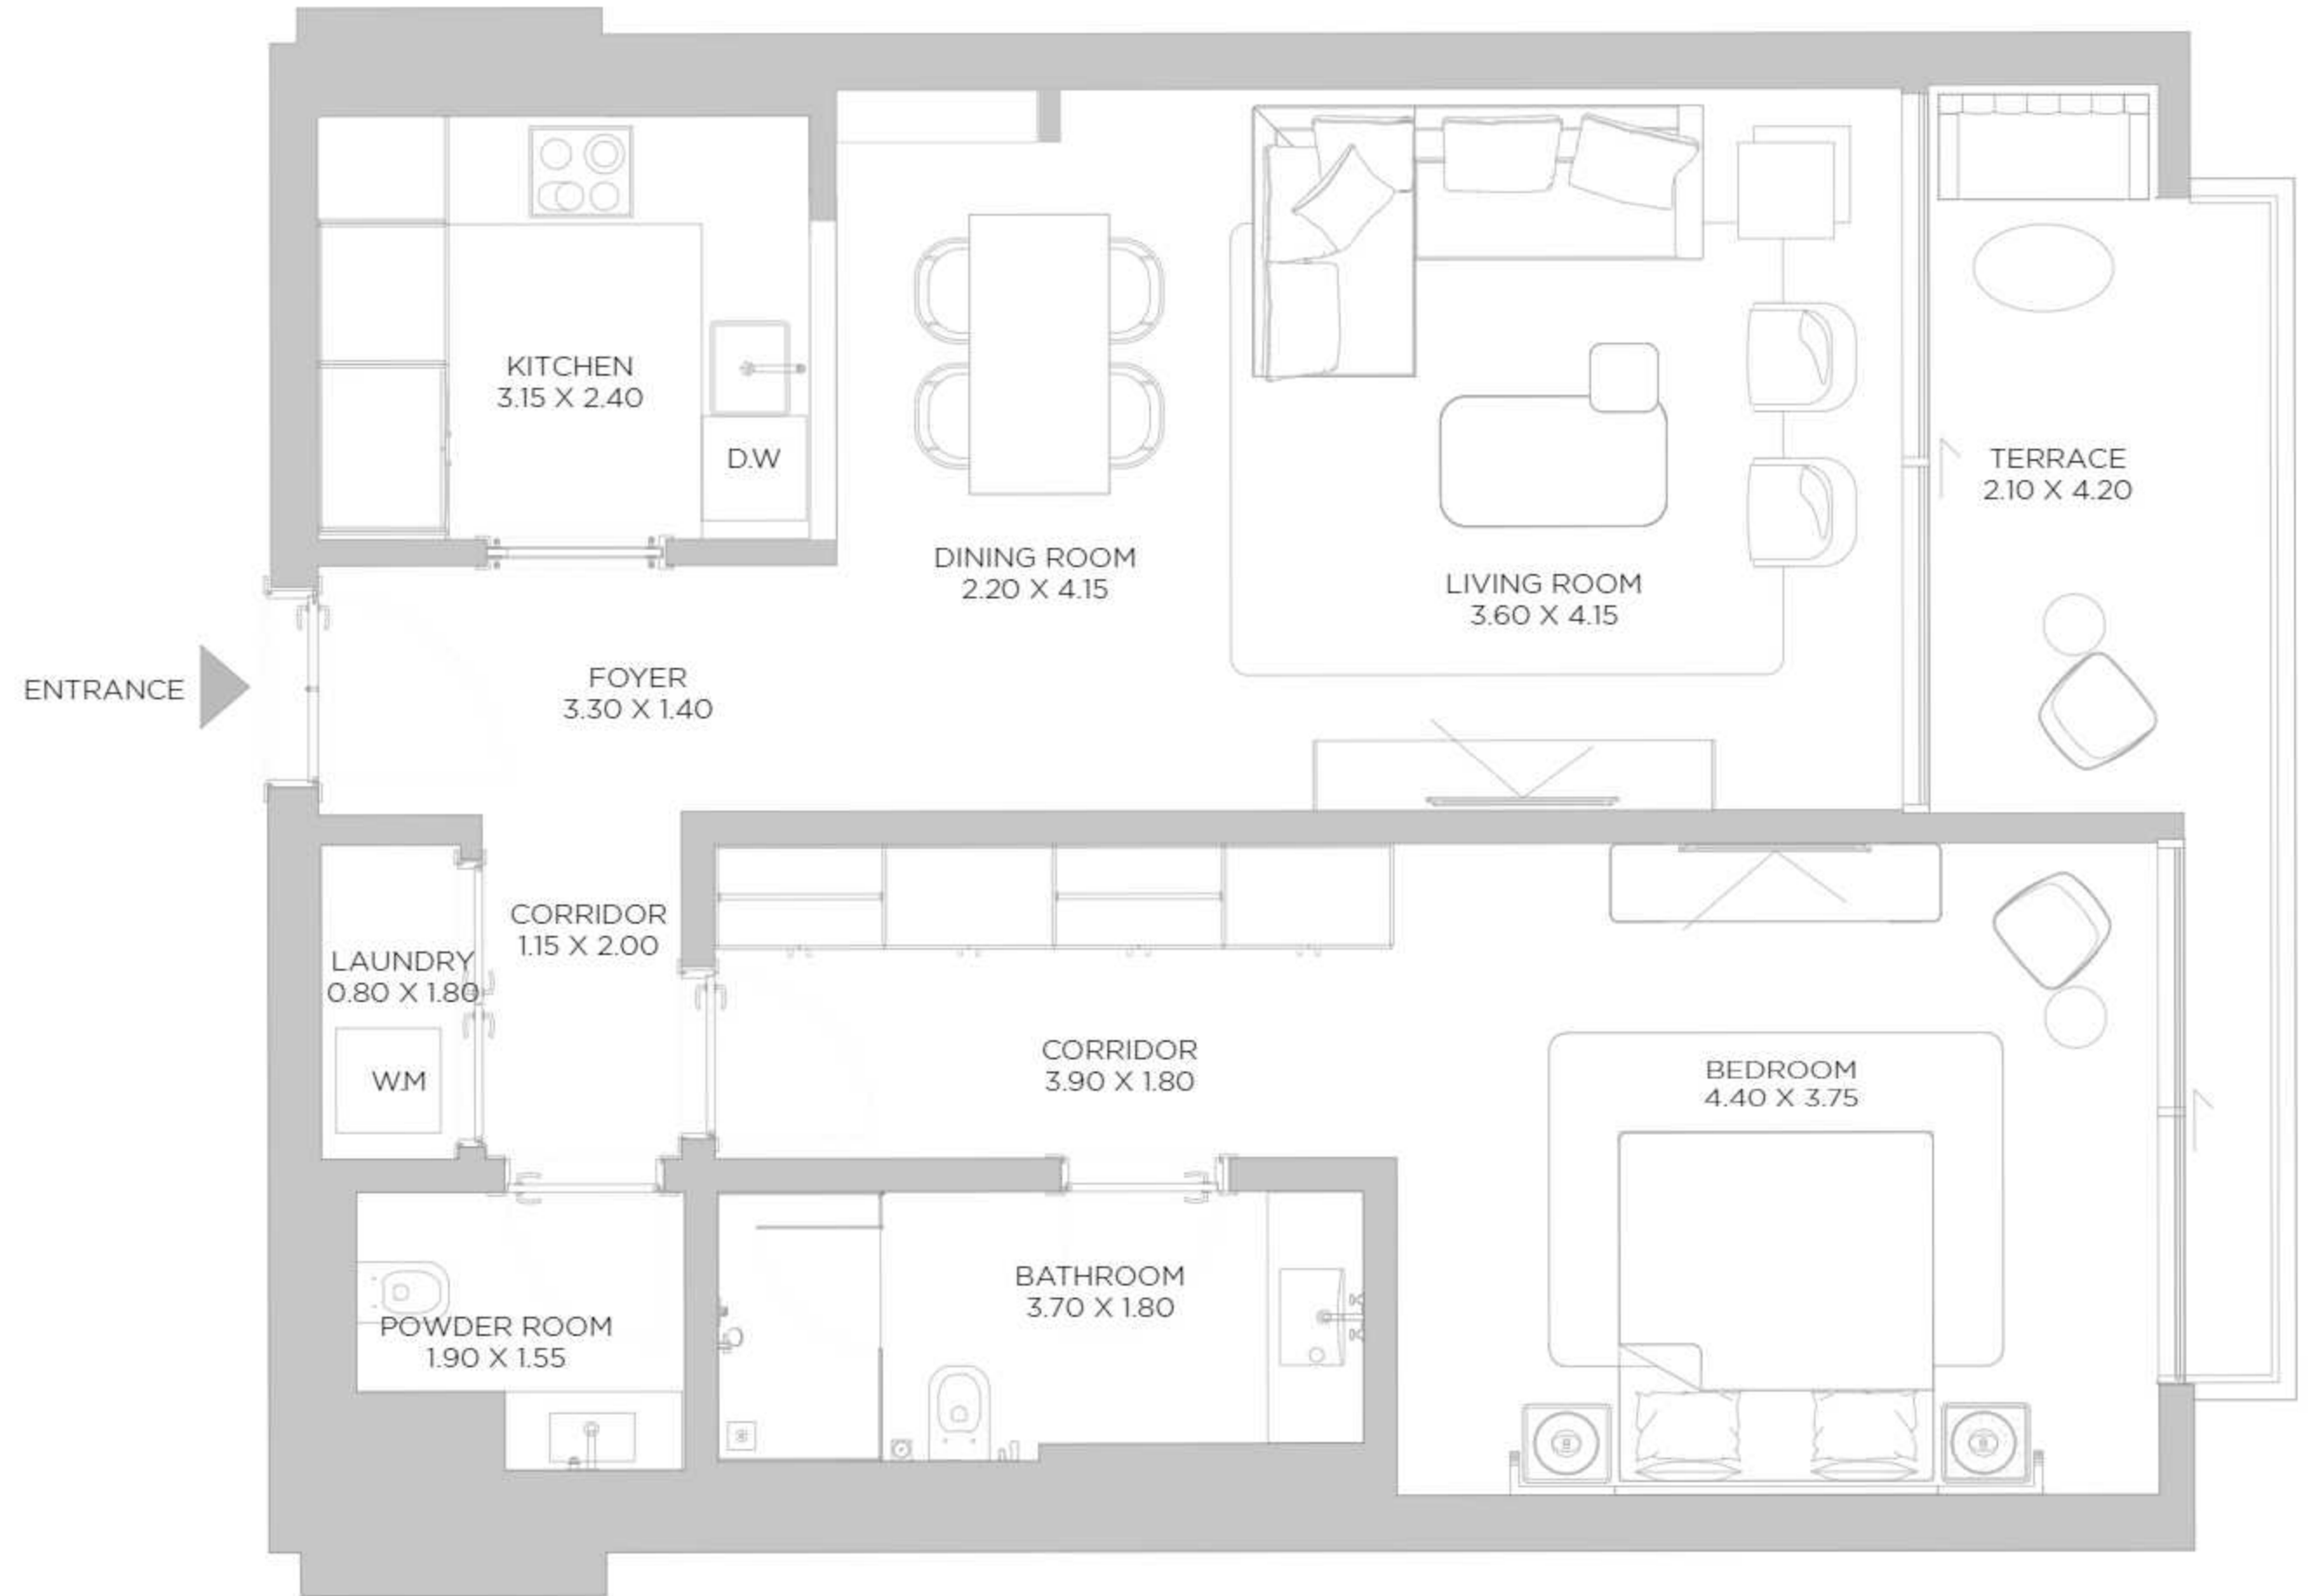 KITCHEN
3.15 X 2.40
D.W
TERRACE
2.10 X 4.20
DINING ROOM
2.20 X 4.15
LIVING ROOM
3.60 X 4.15
ENTRANCE
FOYER
3.30 X 1.40
CORRIDOR
1.15 X 2.00
LAUNDRY
0.80 X 1.80
W.M
CORRIDOR
3.90 X 1.80
BEDROOM
4.40 X 3.75
BATHROOM
3.70 X 1.80
POWDER ROOM
1.90 X 1.55